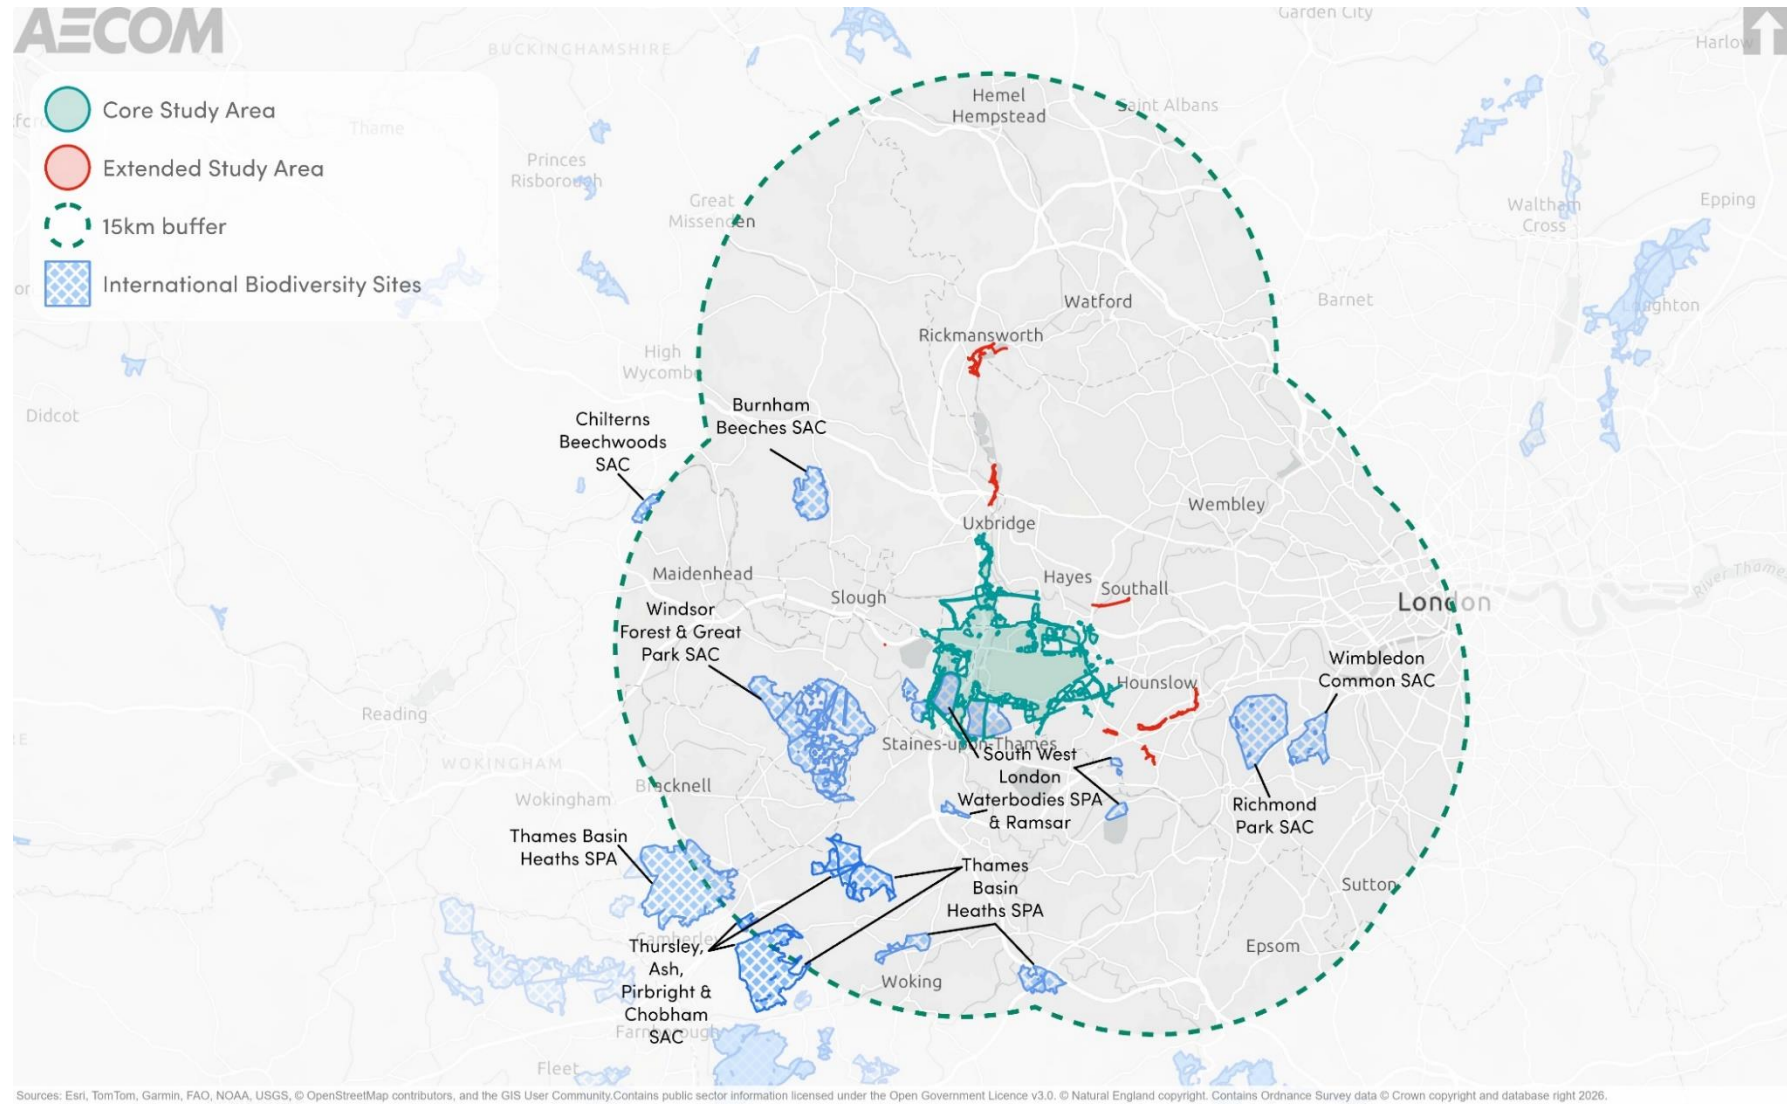 AECOM
Core Study Area
Extended Study Area
15km buffer
International Biodiversity Sites
BUCKINGHAMSHIRE
Garden City
Harlow
Hemel
Hempstead
Saint Albans
Thame
Princes
Risborough
Great
Missenden
Waltham
Cross
Epping
Watford
Barnet
Loughton
Rickmansworth
High
Wycombe
Didcot
Burnham
Beeches SAC
Chilterns
Beechwoods
SAC
Wembley
Uxbridge
Maidenhead
Hayes
Southall
Slough
London
River Thames
Windsor
Forest & Great
Park SAC
Wimbledon
Common SAC
Hounslow
Reading
Staines-upon-Thames
South West
London
Waterbodies SPA
& Ramsar
WOKINGHAM
Wokingham
Bracknell
Richmond
Park SAC
Thames Basin
Heaths SPA
Thames
Basin
Heaths SPA
Sutton
Camberley
Thursley,
Ash,
Pirbright &
Chobham
SAC
Epsom
Woking
Farnborough
Fleet
Sources: Esri, TomTom, Garmin, FAO, NOAA, USGS, © OpenStreetMap contributors, and the GIS User Community.Contains public sector information licensed under the Open Government Licence v3.0. © Natural England copyright. Contains Ordnance Survey data © Crown copyright and database right 2026.